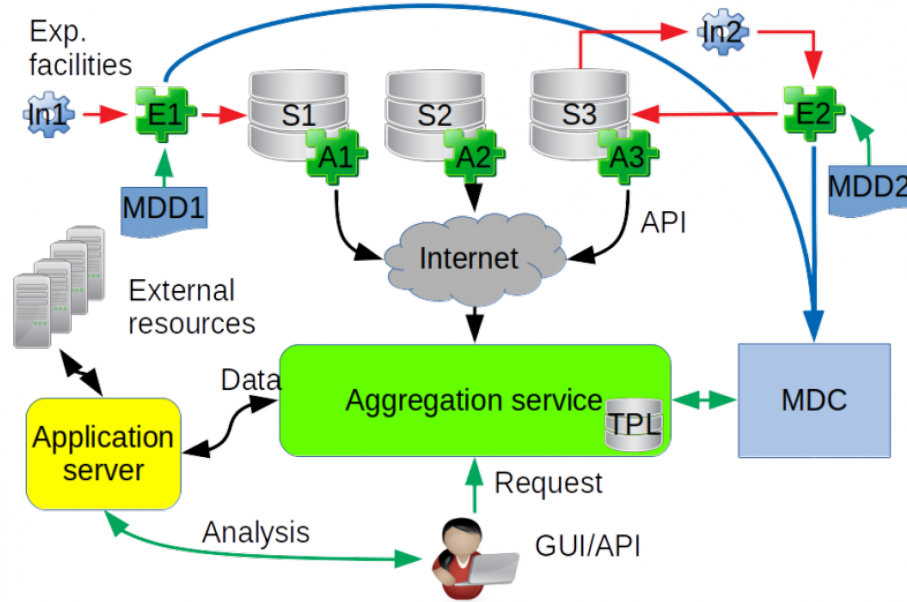 Exp.
facilities
In1
E1
S1
S2
S3
In2
E2
A1
A2
A3
MDD1
MDD2
API
Internet
External
resources
Data
Aggregation service
TPL
MDC
Application
server
Request
Analysis
GUI/API